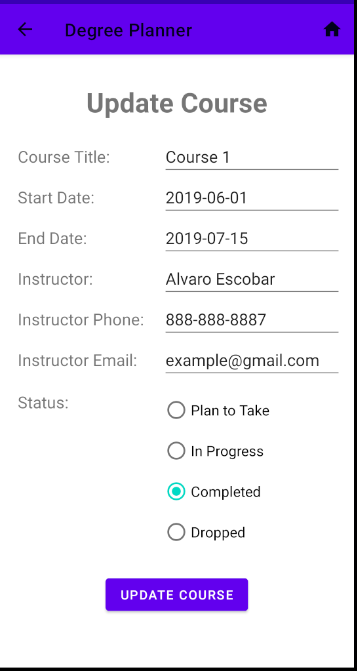 Degree Planner
Update Course
Course Title: Course 1
Start Date: 2019-06-01
End Date: 2019-07-15
Instructor: Alvaro Escobar
Instructor Phone: 888-888-8887
Instructor Email: example@gmail.com
Status: Plan to Take
In Progress
Completed
Dropped
UPDATE COURSE